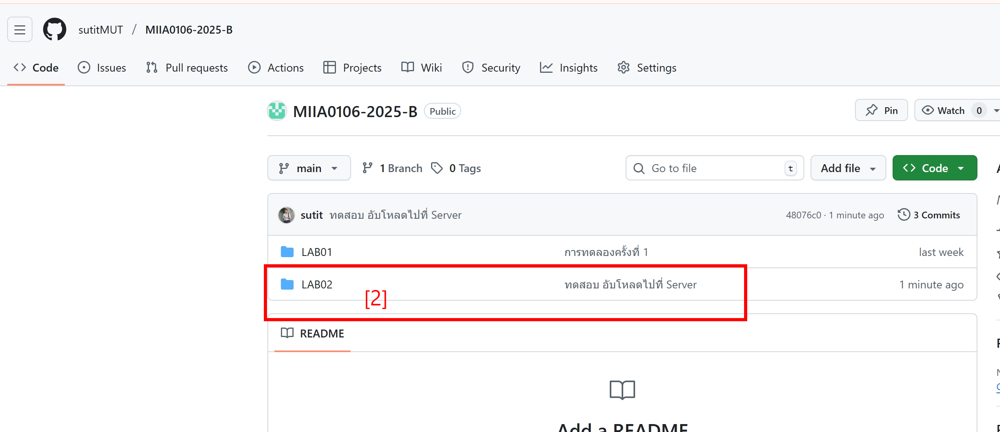 sutitMUT / MIIA0106-2025-B
Code Issues Pull requests Actions Projects Wiki Security Insights Settings
MIIA0106-2025-B Public
Pin Watch 0
main 1 Branch 0 Tags Go to file t Add file Code
sutit ทดสอบ อับโหลดไปที่ Server 48076c0 · 1 minute ago 3 Commits
LAB01 การทดลองครั้งที่ 1 last week
LAB02 ทดสอบ อับโหลดไปที่ Server 1 minute ago
[2]
README
Add a README